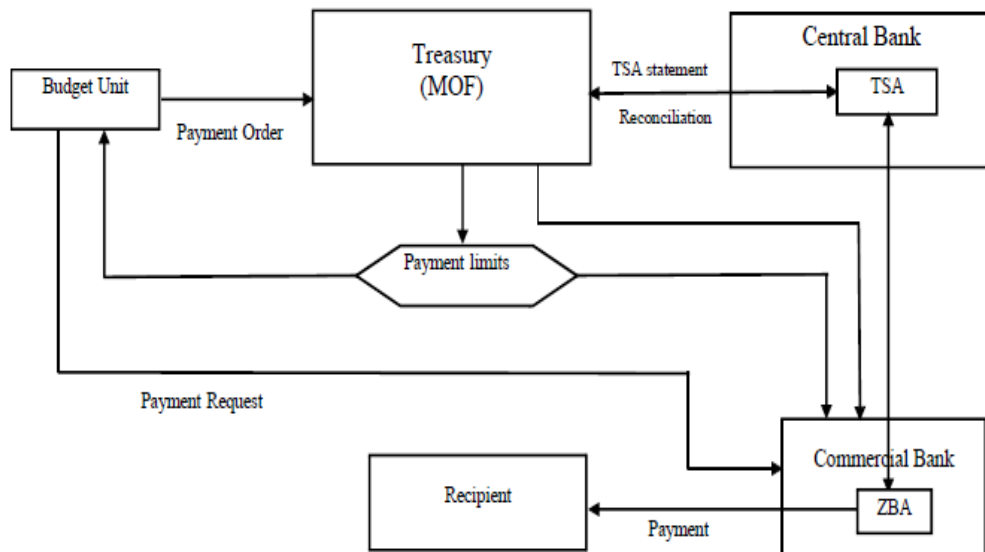 Central Bank
Treasury
(MOF)
TSA statement
Budget Unit
TSA
Reconciliation
Payment Order
Payment limits
Payment Request
Commercial Bank
Recipient
ZBA
Payment